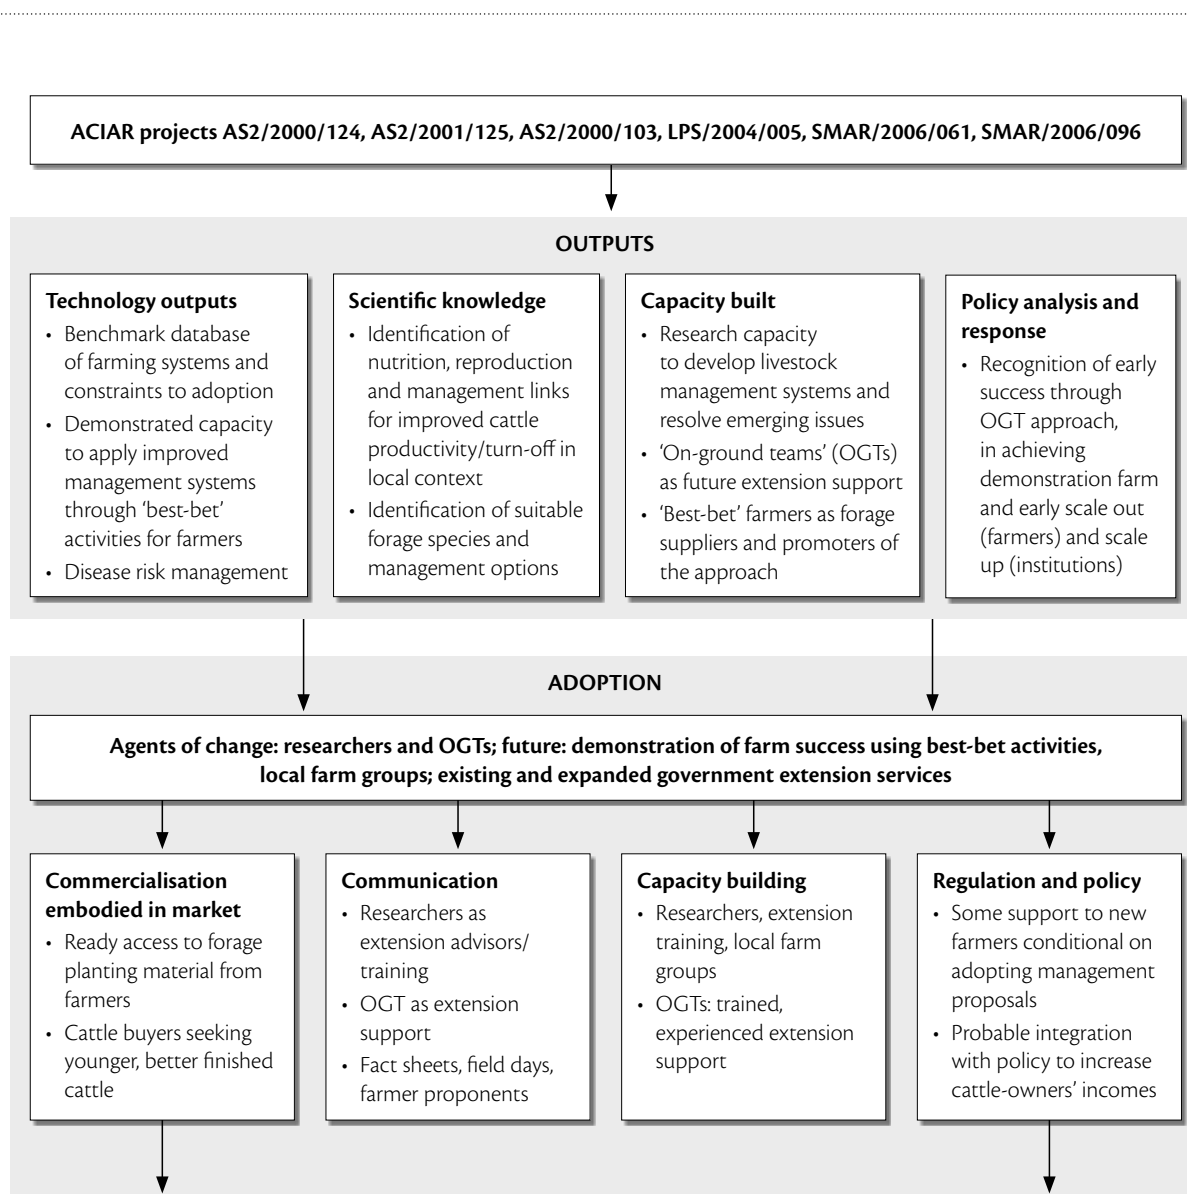 ACIAR projects AS2/2000/124, AS2/2001/125, AS2/2000/103, LPS/2004/005, SMAR/2006/061, SMAR/2006/096
OUTPUTS
Technology outputs
• Benchmark database
of farming systems and
constraints to adoption
• Demonstrated capacity
to apply improved
management systems
through ‘best-bet’
activities for farmers
• Disease risk management
Scientific knowledge
• Identification of
nutrition, reproduction
and management links
for improved cattle
productivity/turn-off in
local context
• Identification of suitable
forage species and
management options
Capacity built
• Research capacity
to develop livestock
management systems and
resolve emerging issues
• ‘On-ground teams’ (OGTs)
as future extension support
• ‘Best-bet’ farmers as forage
suppliers and promoters of
the approach
Policy analysis and
response
• Recognition of early
success through
OGT approach,
in achieving
demonstration farm
and early scale out
(farmers) and scale
up (institutions)
ADOPTION
Agents of change: researchers and OGTs; future: demonstration of farm success using best-bet activities,
local farm groups; existing and expanded government extension services
Commercialisation
embodied in market
• Ready access to forage
planting material from
farmers
• Cattle buyers seeking
younger, better finished
cattle
Communication
• Researchers as
extension advisors/
training
• OGT as extension
support
• Fact sheets, field days,
farmer proponents
Capacity building
• Researchers, extension
training, local farm
groups
• OGTs: trained,
experienced extension
support
Regulation and policy
• Some support to new
farmers conditional on
adopting management
proposals
• Probable integration
with policy to increase
cattle-owners’ incomes